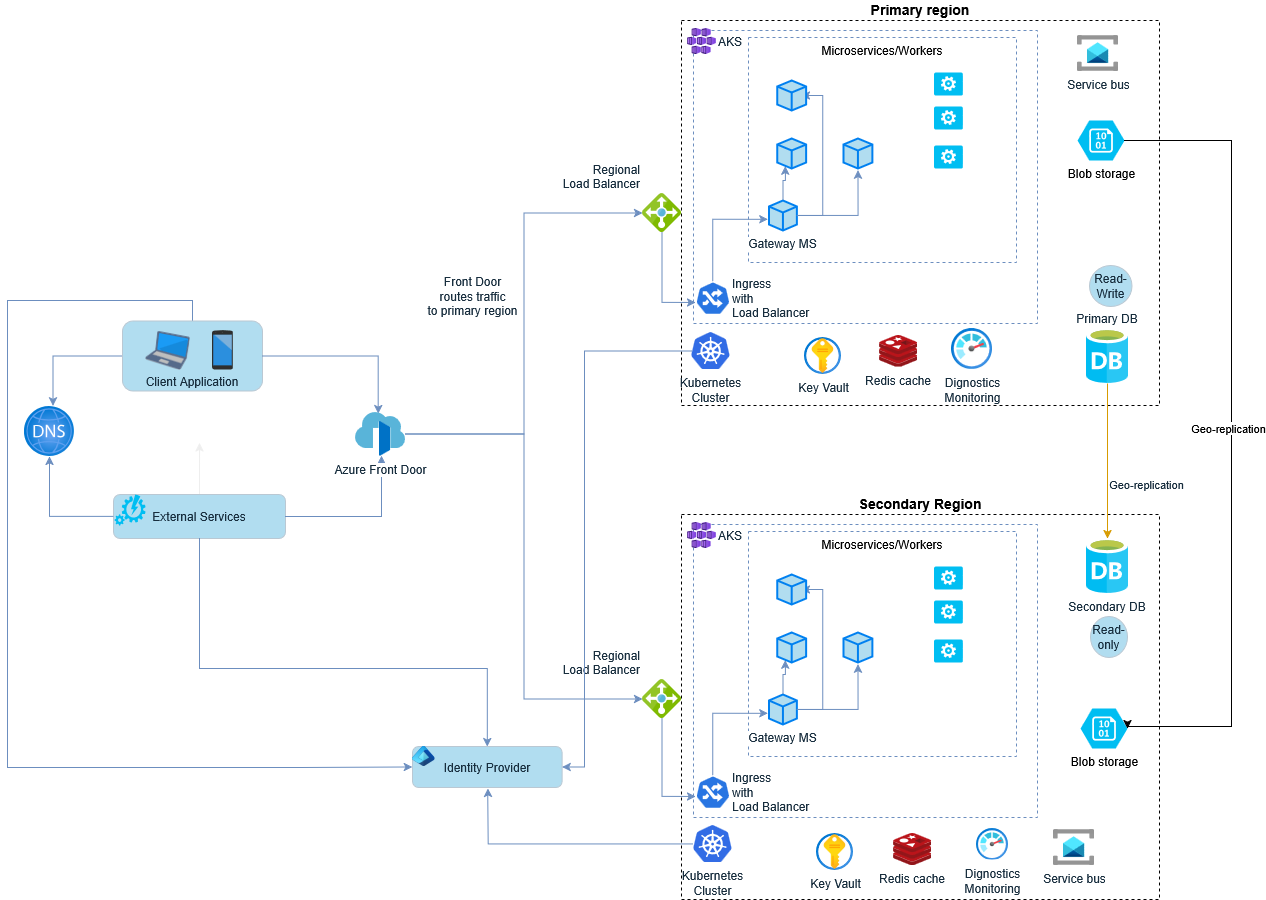 Primary region
AKS
Microservices/Workers
Service bus
10
01
Blob storage
Regional
Load Balancer
Gateway MS
Front Door
routes traffic
to primary region
Ingress
with
Load Balancer
Read-
Write
Primary DB
DB
Kubernetes
Cluster
Key Vault
Redis cache
Dignostics
Monitoring
Client Application
DNS
Azure Front Door
External Services
Geo-replication
Geo-replication
Secondary Region
AKS
Microservices/Workers
DB
Secondary DB
Read-
only
Regional
Load Balancer
Gateway MS
10
01
Blob storage
Identity Provider
Ingress
with
Load Balancer
Kubernetes
Cluster
Key Vault
Redis cache
Dignostics
Monitoring
Service bus